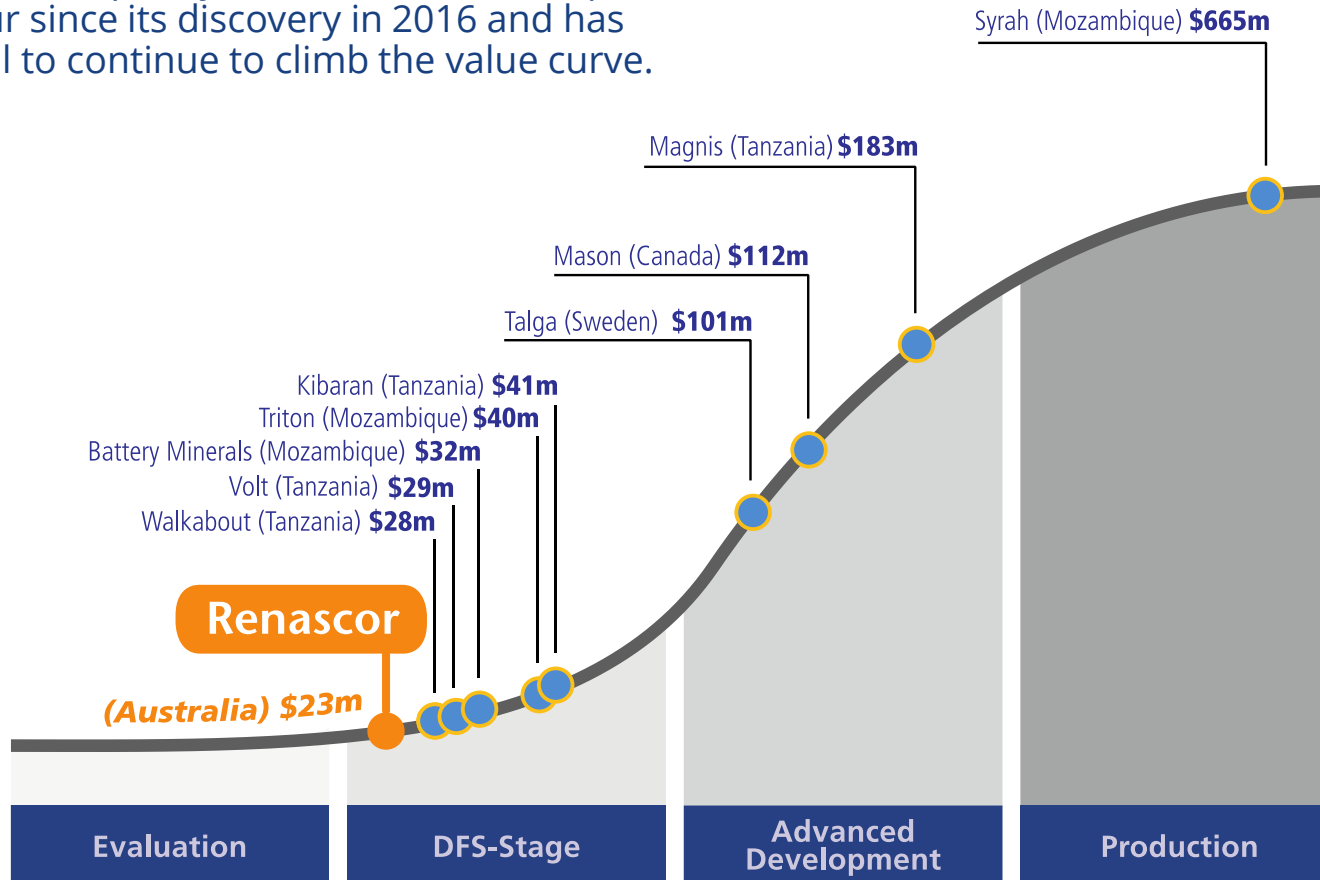 since its discovery in 2016 and has
to continue to climb the value curve.
Syrah (Mozambique) $665m
Magnis (Tanzania) $183m
Mason (Canada) $112m
Talga (Sweden) $101m
Kibaran (Tanzania) $41m
Triton (Mozambique) $40m
Battery Minerals (Mozambique) $32m
Volt (Tanzania) $29m
Walkabout (Tanzania) $28m
Renascor
(Australia) $23m
Evaluation
DFS-Stage
Advanced
Development
Production